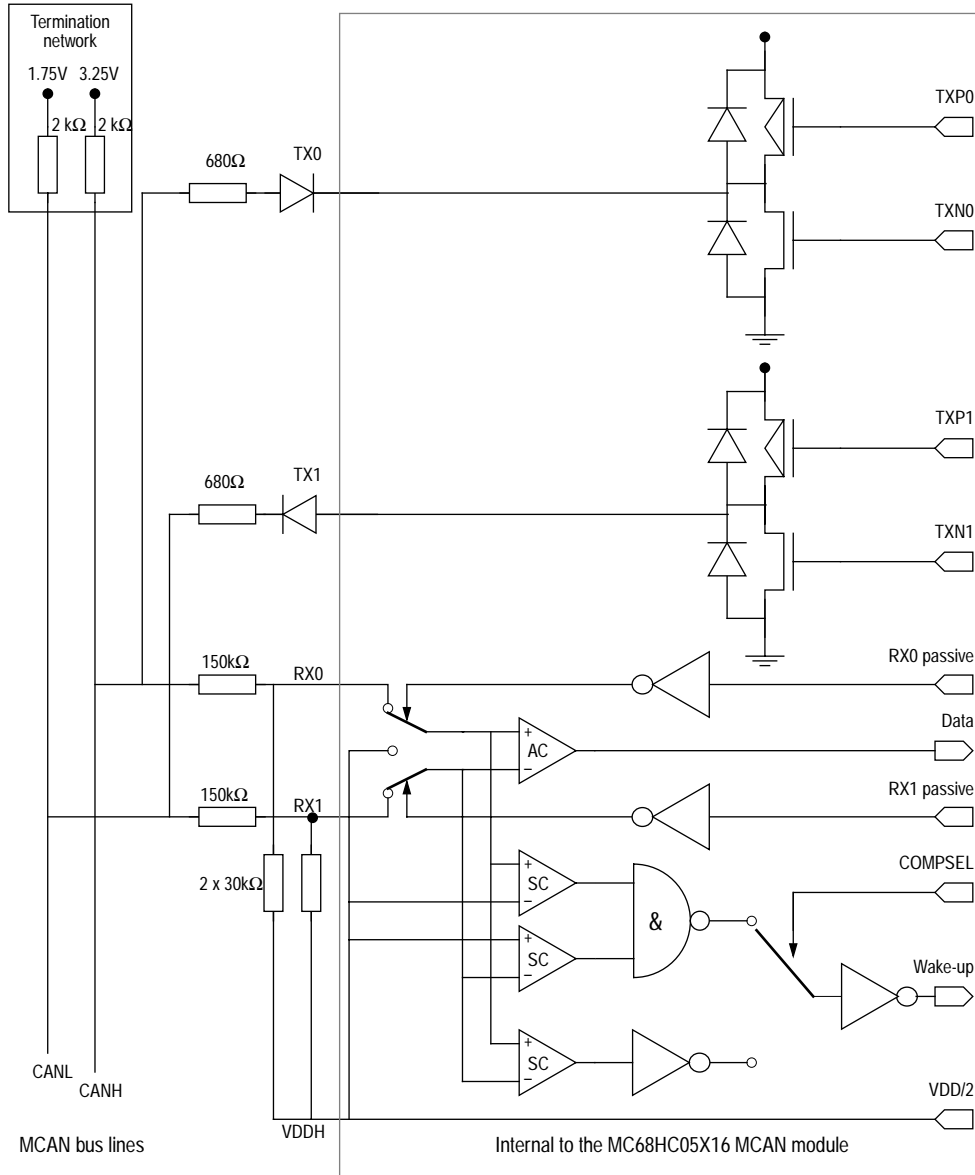 Termination
network
1.75V 3.25V
2 kΩ 2 kΩ
TXP0
680Ω
TX0
TXN0
TXP1
680Ω
TX1
TXN1
150kΩ
RX0
RX0 passive
+
AC
−
Data
150kΩ
RX1
RX1 passive
2 x 30kΩ
+
SC
−
&
COMPSEL
+
SC
−
Wake-up
+
SC
−
CANL
CANH
VDD/2
VDDH
MCAN bus lines
Internal to the MC68HC05X16 MCAN module